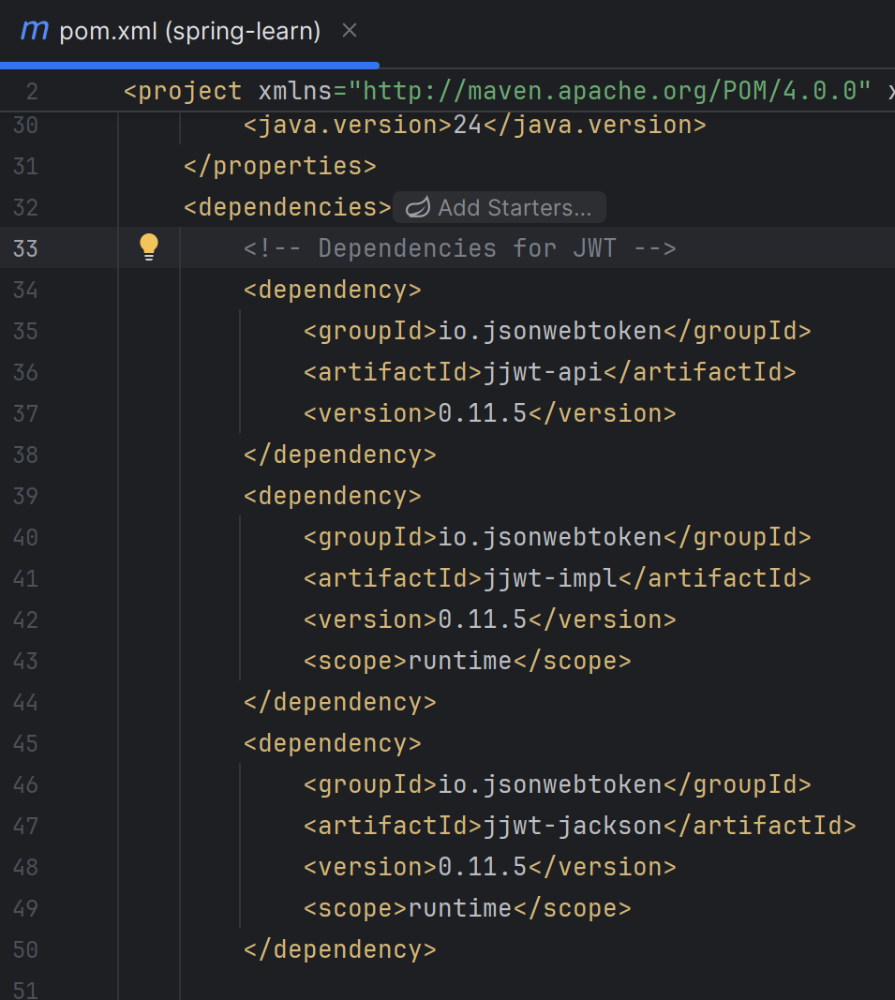 m pom.xml (spring-learn) ×
2 <project xmlns="http://maven.apache.org/POM/4.0.0"
30 <java.version>24</java.version>
31 </properties>
32 <dependencies> Add Starters...
33 <!-- Dependencies for JWT -->
34 <dependency>
35 <groupId>io.jsonwebtoken</groupId>
36 <artifactId>jjwt-api</artifactId>
37 <version>0.11.5</version>
38 </dependency>
39 <dependency>
40 <groupId>io.jsonwebtoken</groupId>
41 <artifactId>jjwt-impl</artifactId>
42 <version>0.11.5</version>
43 <scope>runtime</scope>
44 </dependency>
45 <dependency>
46 <groupId>io.jsonwebtoken</groupId>
47 <artifactId>jjwt-jackson</artifactId>
48 <version>0.11.5</version>
49 <scope>runtime</scope>
50 </dependency>
51